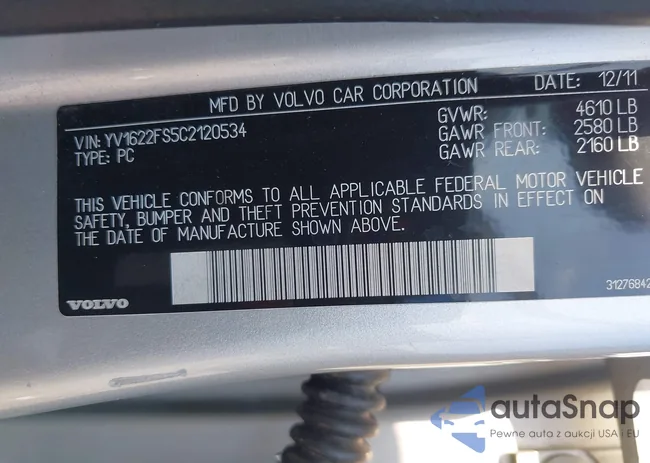 MFD BY VOLVO CAR CORPORATION DATE: 12/11
VIN: YV1622FS5C2120534 GVWR: 4610 LB
TYPE: PC GAWR FRONT: 2580 LB
GAWR REAR: 2160 LB
THIS VEHICLE CONFORMS TO ALL APPLICABLE FEDERAL MOTOR VEHICLE
SAFETY, BUMPER AND THEFT PREVENTION STANDARDS IN EFFECT ON
THE DATE OF MANUFACTURE SHOWN ABOVE.
VOLVO 31276842
autaSnap
Pewne auta z aukcji USA i EU